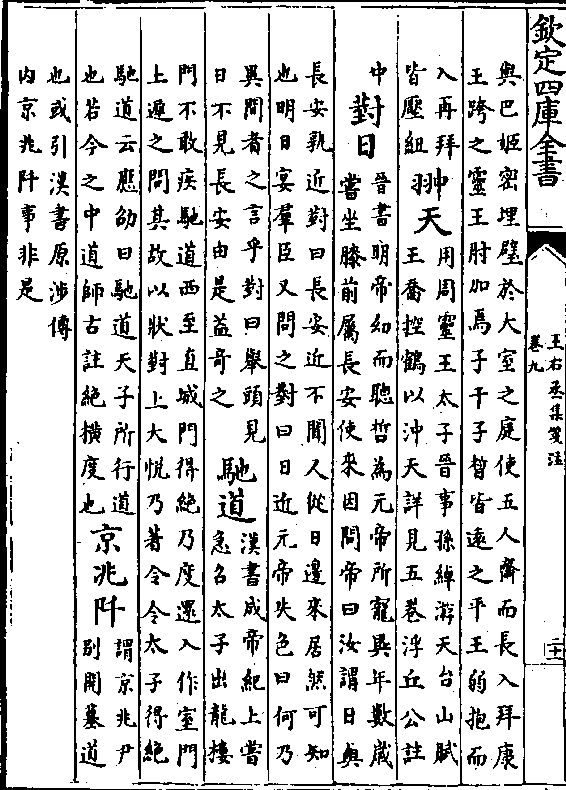 欽定四庫全書
王右丞集箋注
卷九
與巴姬密埋璧於大室之庭使五人齋而長入拜康
王跨之靈王肘加焉子干子皙皆遠之平王弱抱而
入再拜
皆壓紐
翀天
用周靈王太子晉事孫綽游天台山賦
王喬控鶴以沖天詳見五卷浮丘公註
中
對日
晉書明帝幼而聰哲為元帝所寵異年數歲
嘗坐膝前屬長安使來因問帝曰汝謂日與
長安孰近對曰長安近不聞人從日邊來居然可知
也明日宴羣臣又問之對曰日近元帝失色曰何乃
異間者之言乎對曰舉頭見
日不見長安由是益奇之
馳道
漢書成帝紀上嘗
急召太子出龍樓
門不敢疾馳道西至直城門得絕乃度還入作室門
上遲之問其故以狀對上大悅乃著令令太子得絕
馳道云應劭曰馳道天子所行道
也若今之中道師古註絕橫度也
京兆阡
謂京兆尹
別開墓道
也或引漢書原涉傳
內京兆阡事非是